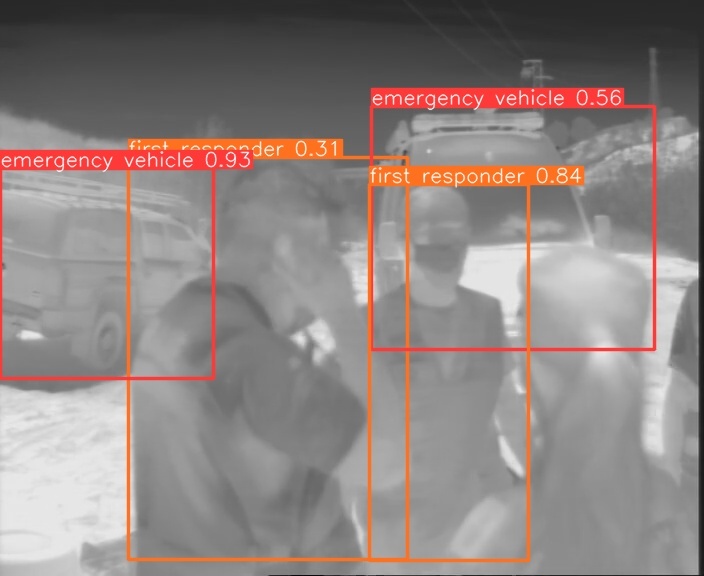 emergency vehicle 0.56
first responder 0.31
emergency vehicle 0.93
first responder 0.84